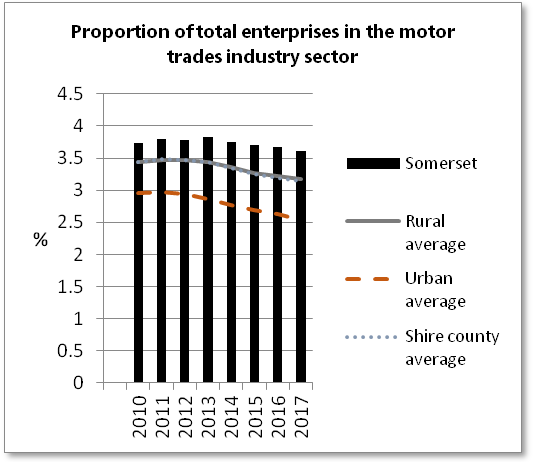 Proportion of total enterprises in the motor
trades industry sector
4.5
4
3.5
3
2.5
2
1.5
1
0.5
0
%
2010
2011
2012
2013
2014
2015
2016
2017
Somerset
Rural
average
Urban
average
Shire county
average